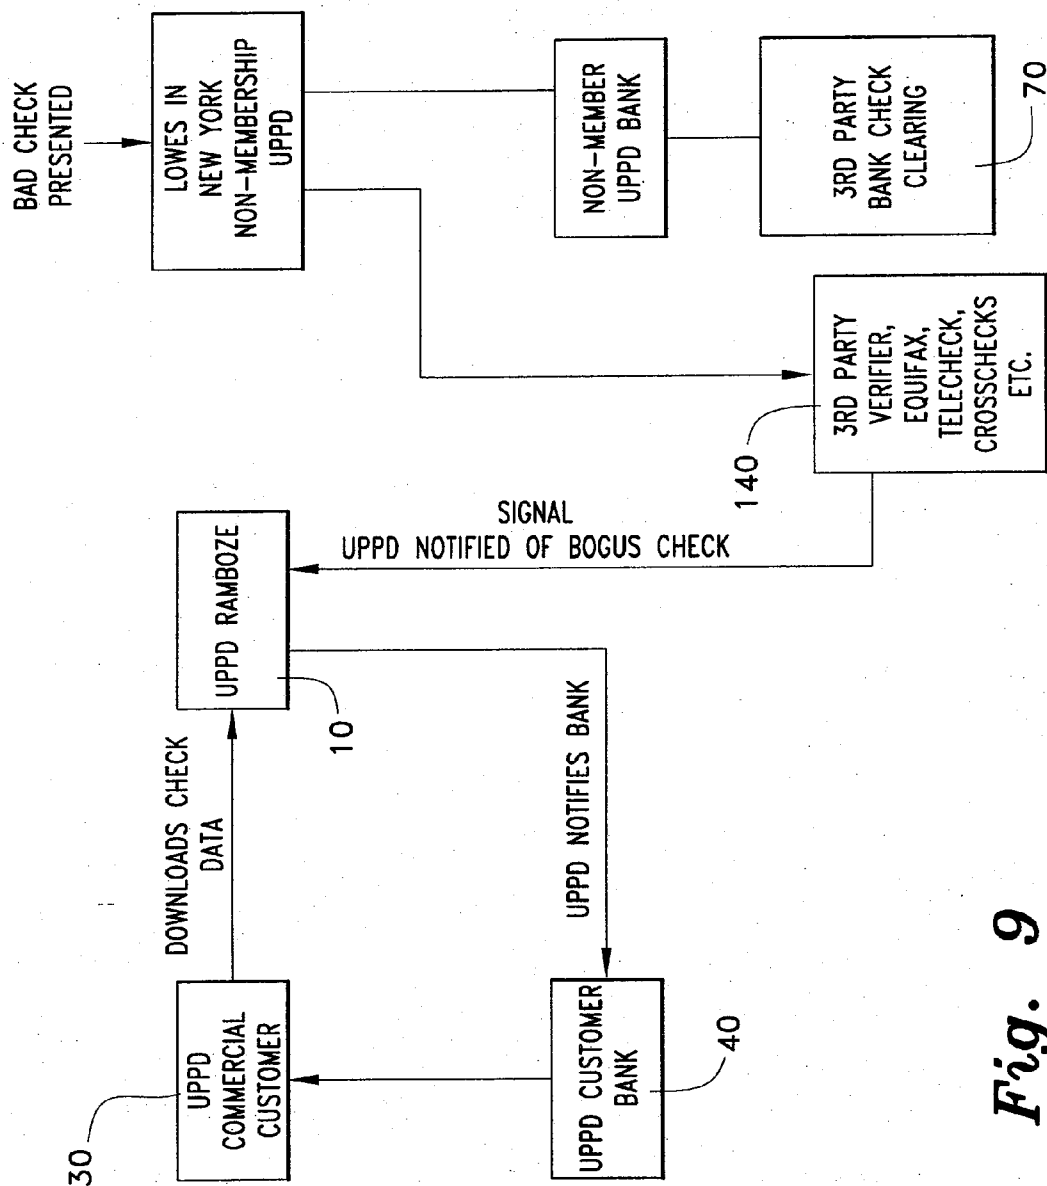 30
UPPD
COMMERCIAL
CUSTOMER
DOWNLOADS CHECK
DATA
UPPD RAMBOZE
10
BAD CHECK
PRESENTED
LOWES IN
NEW YORK
NON-MEMBERSHIP
UPPD
UPPD CUSTOMER
BANK
40
UPPD NOTIFIES BANK
SIGNAL
UPPD NOTIFIED OF BOGUS CHECK
NON-MEMBER
UPPD BANK
140
3RD PARTY
VERIFIER,
EQUIFAX,
TELECHECK,
CROSSCHECKS
ETC.
3RD PARTY
BANK CHECK
CLEARING
70
Fig. 9